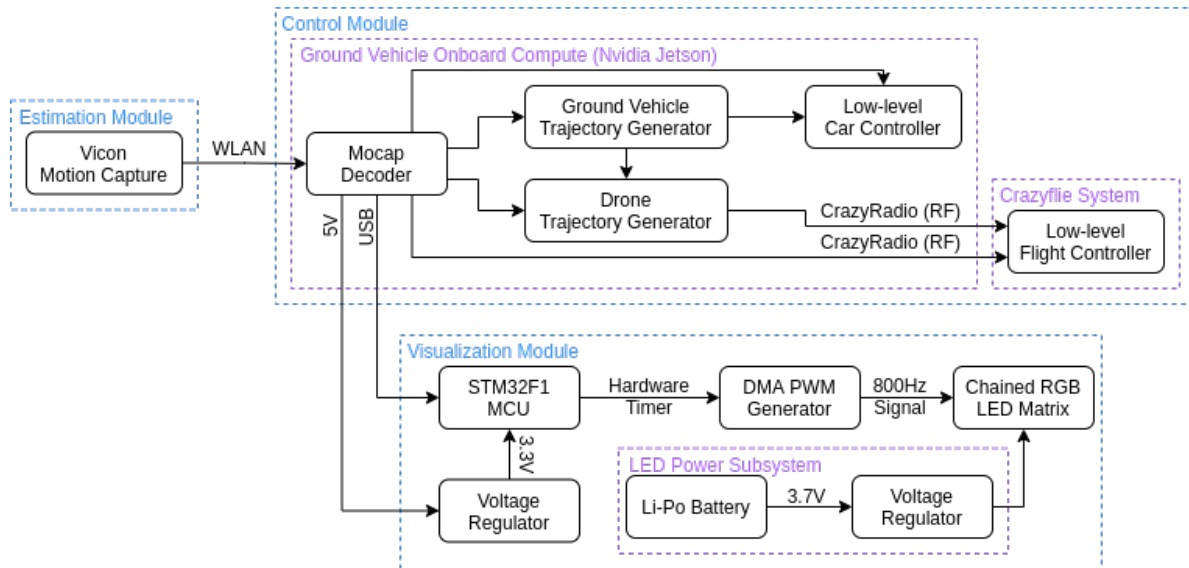 Control Module
Ground Vehicle Onboard Compute (Nvidia Jetson)
Estimation Module
Vicon
Motion Capture
WLAN
Mocap
Decoder
Ground Vehicle
Trajectory Generator
Low-level
Car Controller
Drone
Trajectory Generator
CrazyRadio (RF)
CrazyRadio (RF)
Crazyflie System
Low-level
Flight Controller
5V
USB
Visualization Module
STM32F1
MCU
Hardware
Timer
DMA PWM
Generator
800Hz
Signal
Chained RGB
LED Matrix
3.3V
Voltage
Regulator
LED Power Subsystem
Li-Po Battery
3.7V
Voltage
Regulator